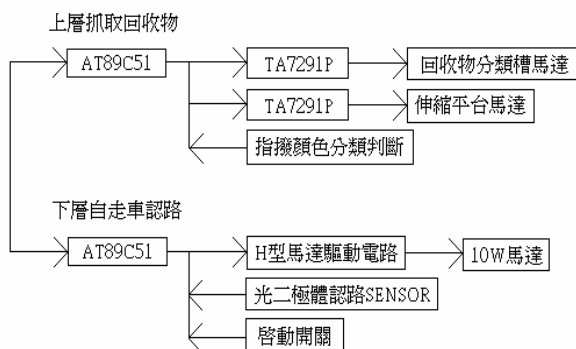 上層抓取回收物
AT89C51
TA7291P
回收物分類槽馬達
TA7291P
伸縮平台馬達
指撥顏色分類判斷
下層自走車認路
AT89C51
H型馬達驅動電路
10W馬達
光二極體認路SENSOR
啓動開關